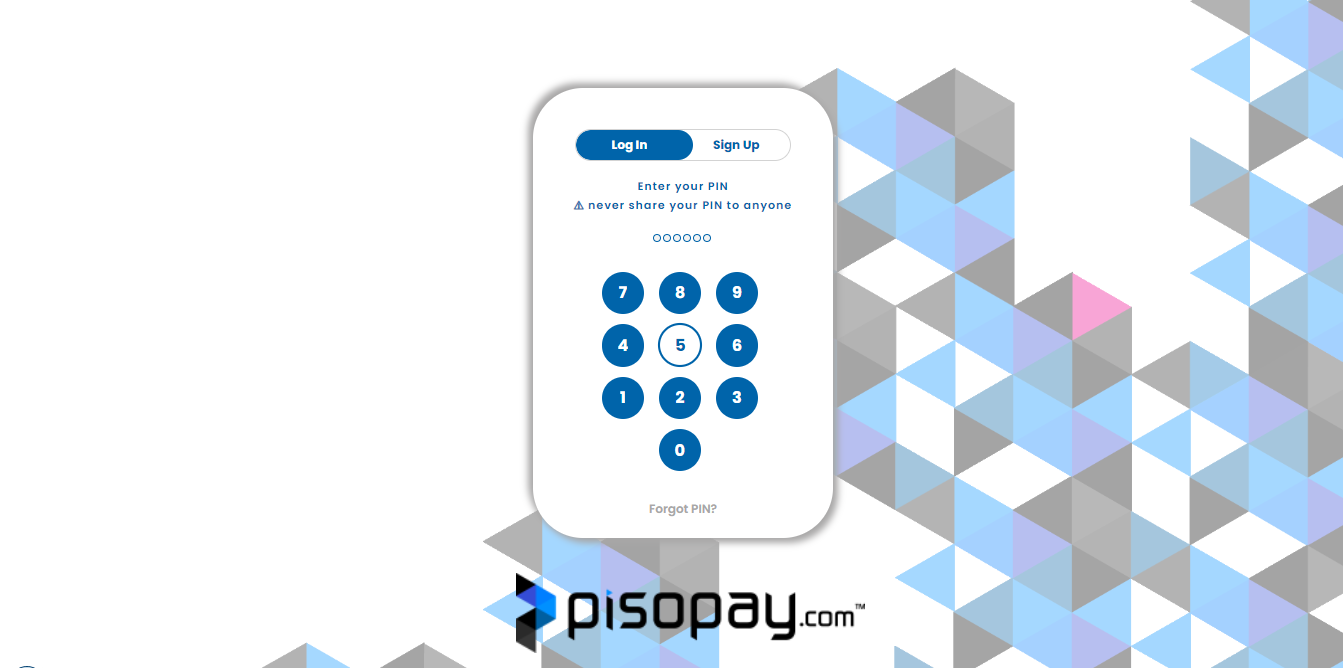 Log In Sign Up
Enter your PIN
⚠ never share your PIN to anyone
7 8 9
4 5 6
1 2 3
0
Forgot PIN?
pisopay.com™